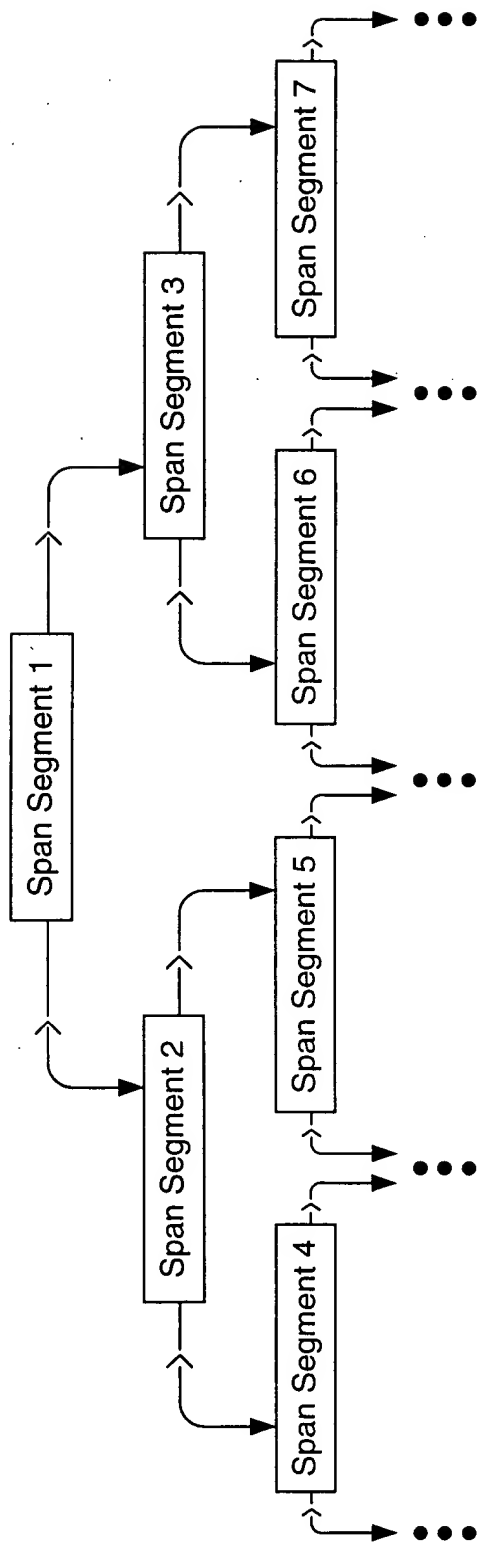 Span Segment 1
Span Segment 2
Span Segment 3
Span Segment 4
Span Segment 5
Span Segment 6
Span Segment 7